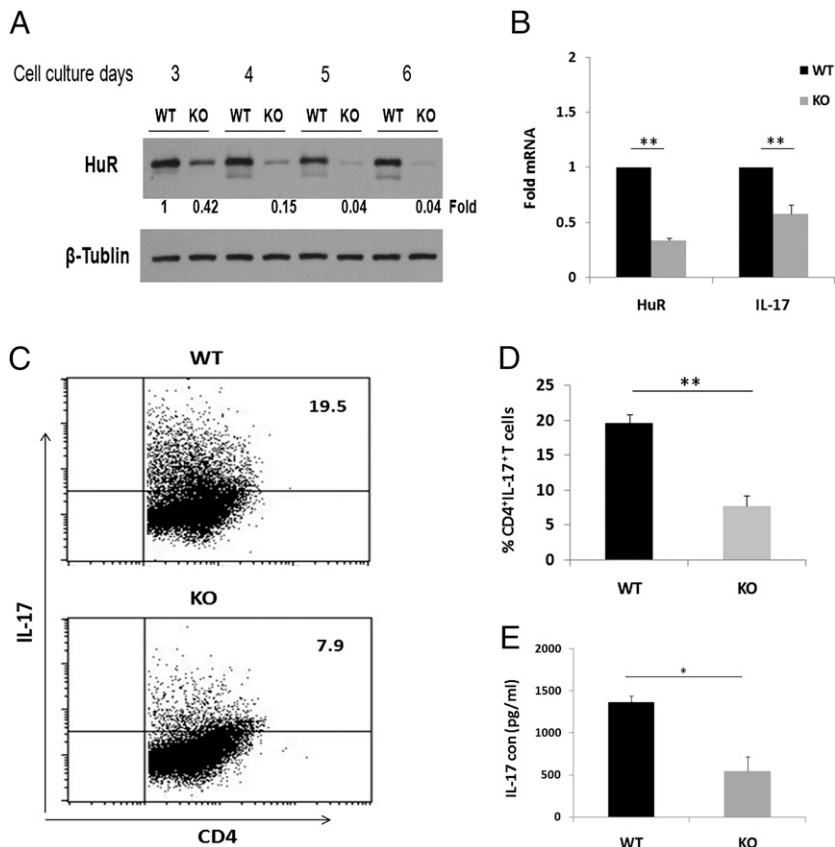 A
Cell culture days 3 4 5 6
WT KO WT KO WT KO WT KO
HuR
1 0.42 0.15 0.04 0.04 Fold
β-Tublin
B
2
1.5
1
0.5
0
Fold mRNA
WT
KO
**
**
HuR IL-17
C
WT
19.5
KO
7.9
IL-17
CD4
D
25
20
15
10
5
0
% CD4⁺IL-17⁺T cells
**
WT KO
E
2000
1500
1000
500
0
IL-17 con (pg/ml)
*
WT KO